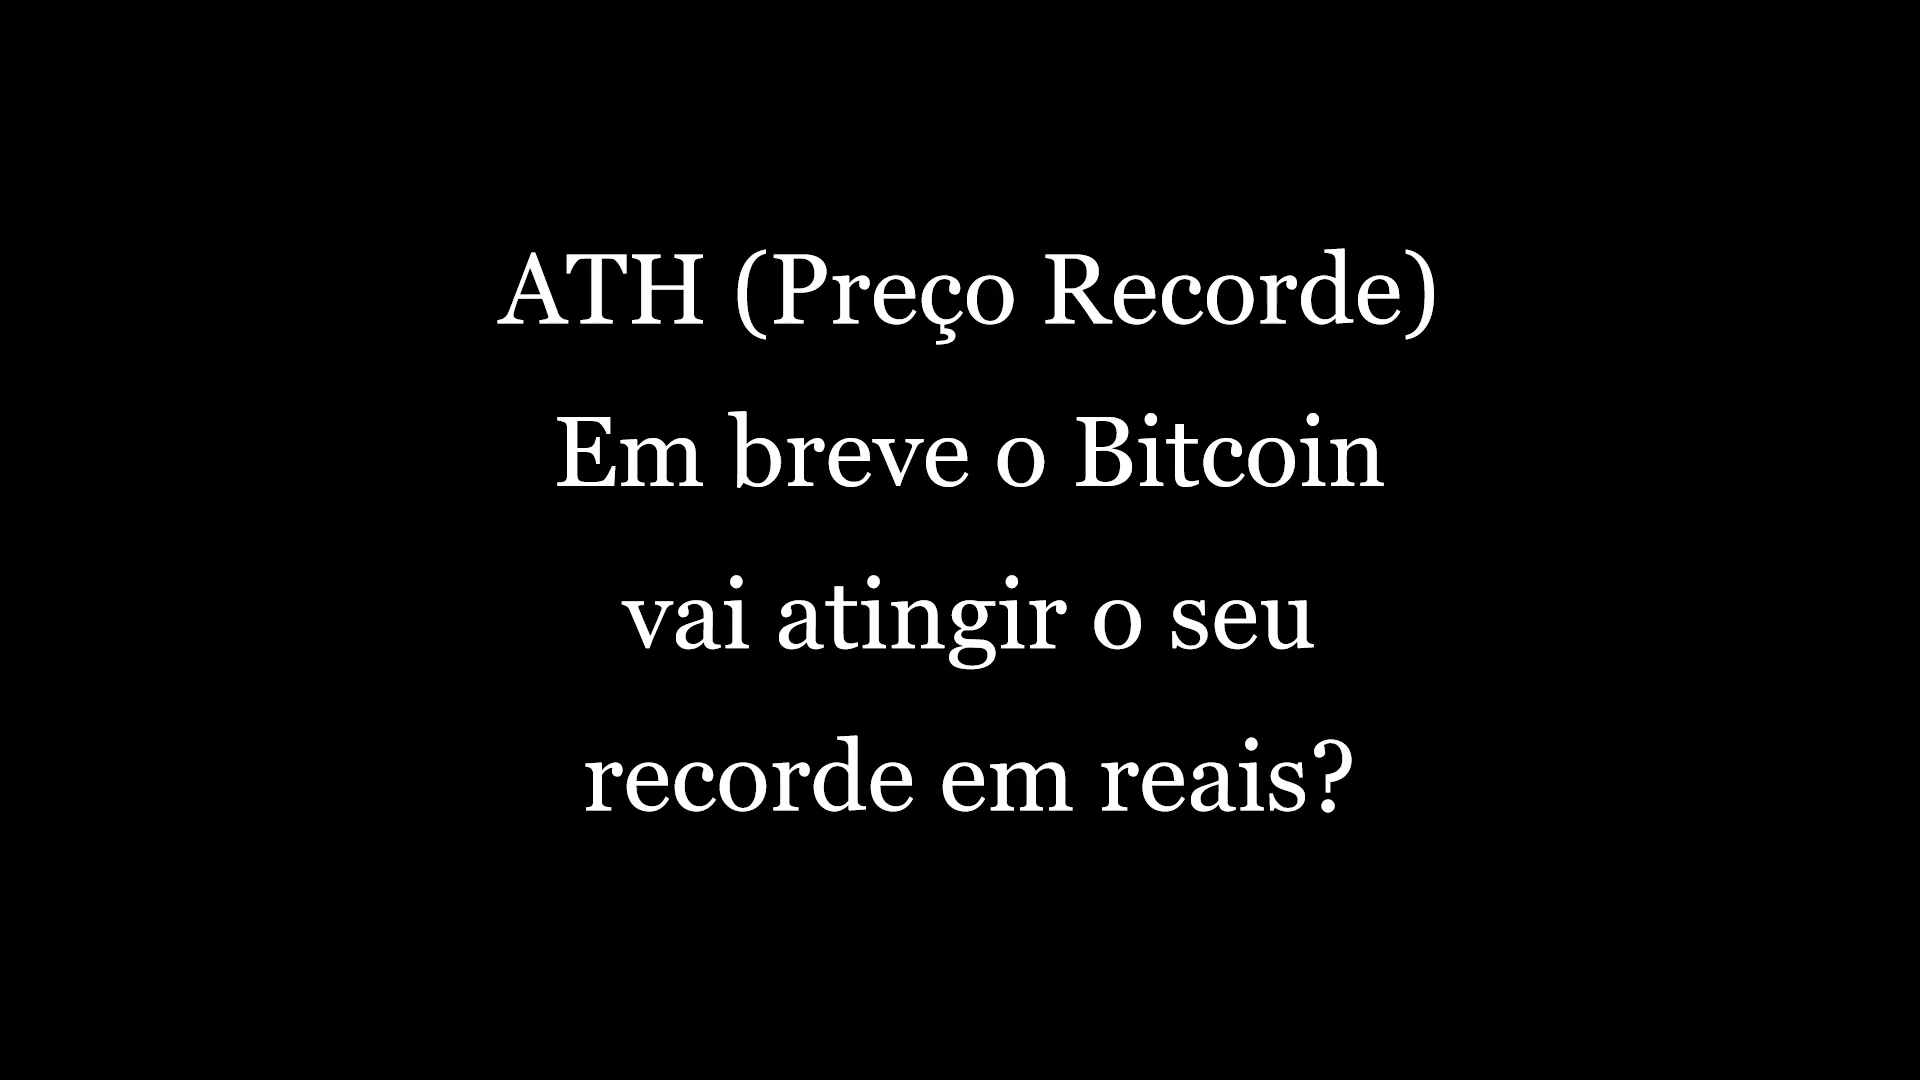 ATH (Preço Recorde)
Em breve o Bitcoin
vai atingir o seu
recorde em reais?